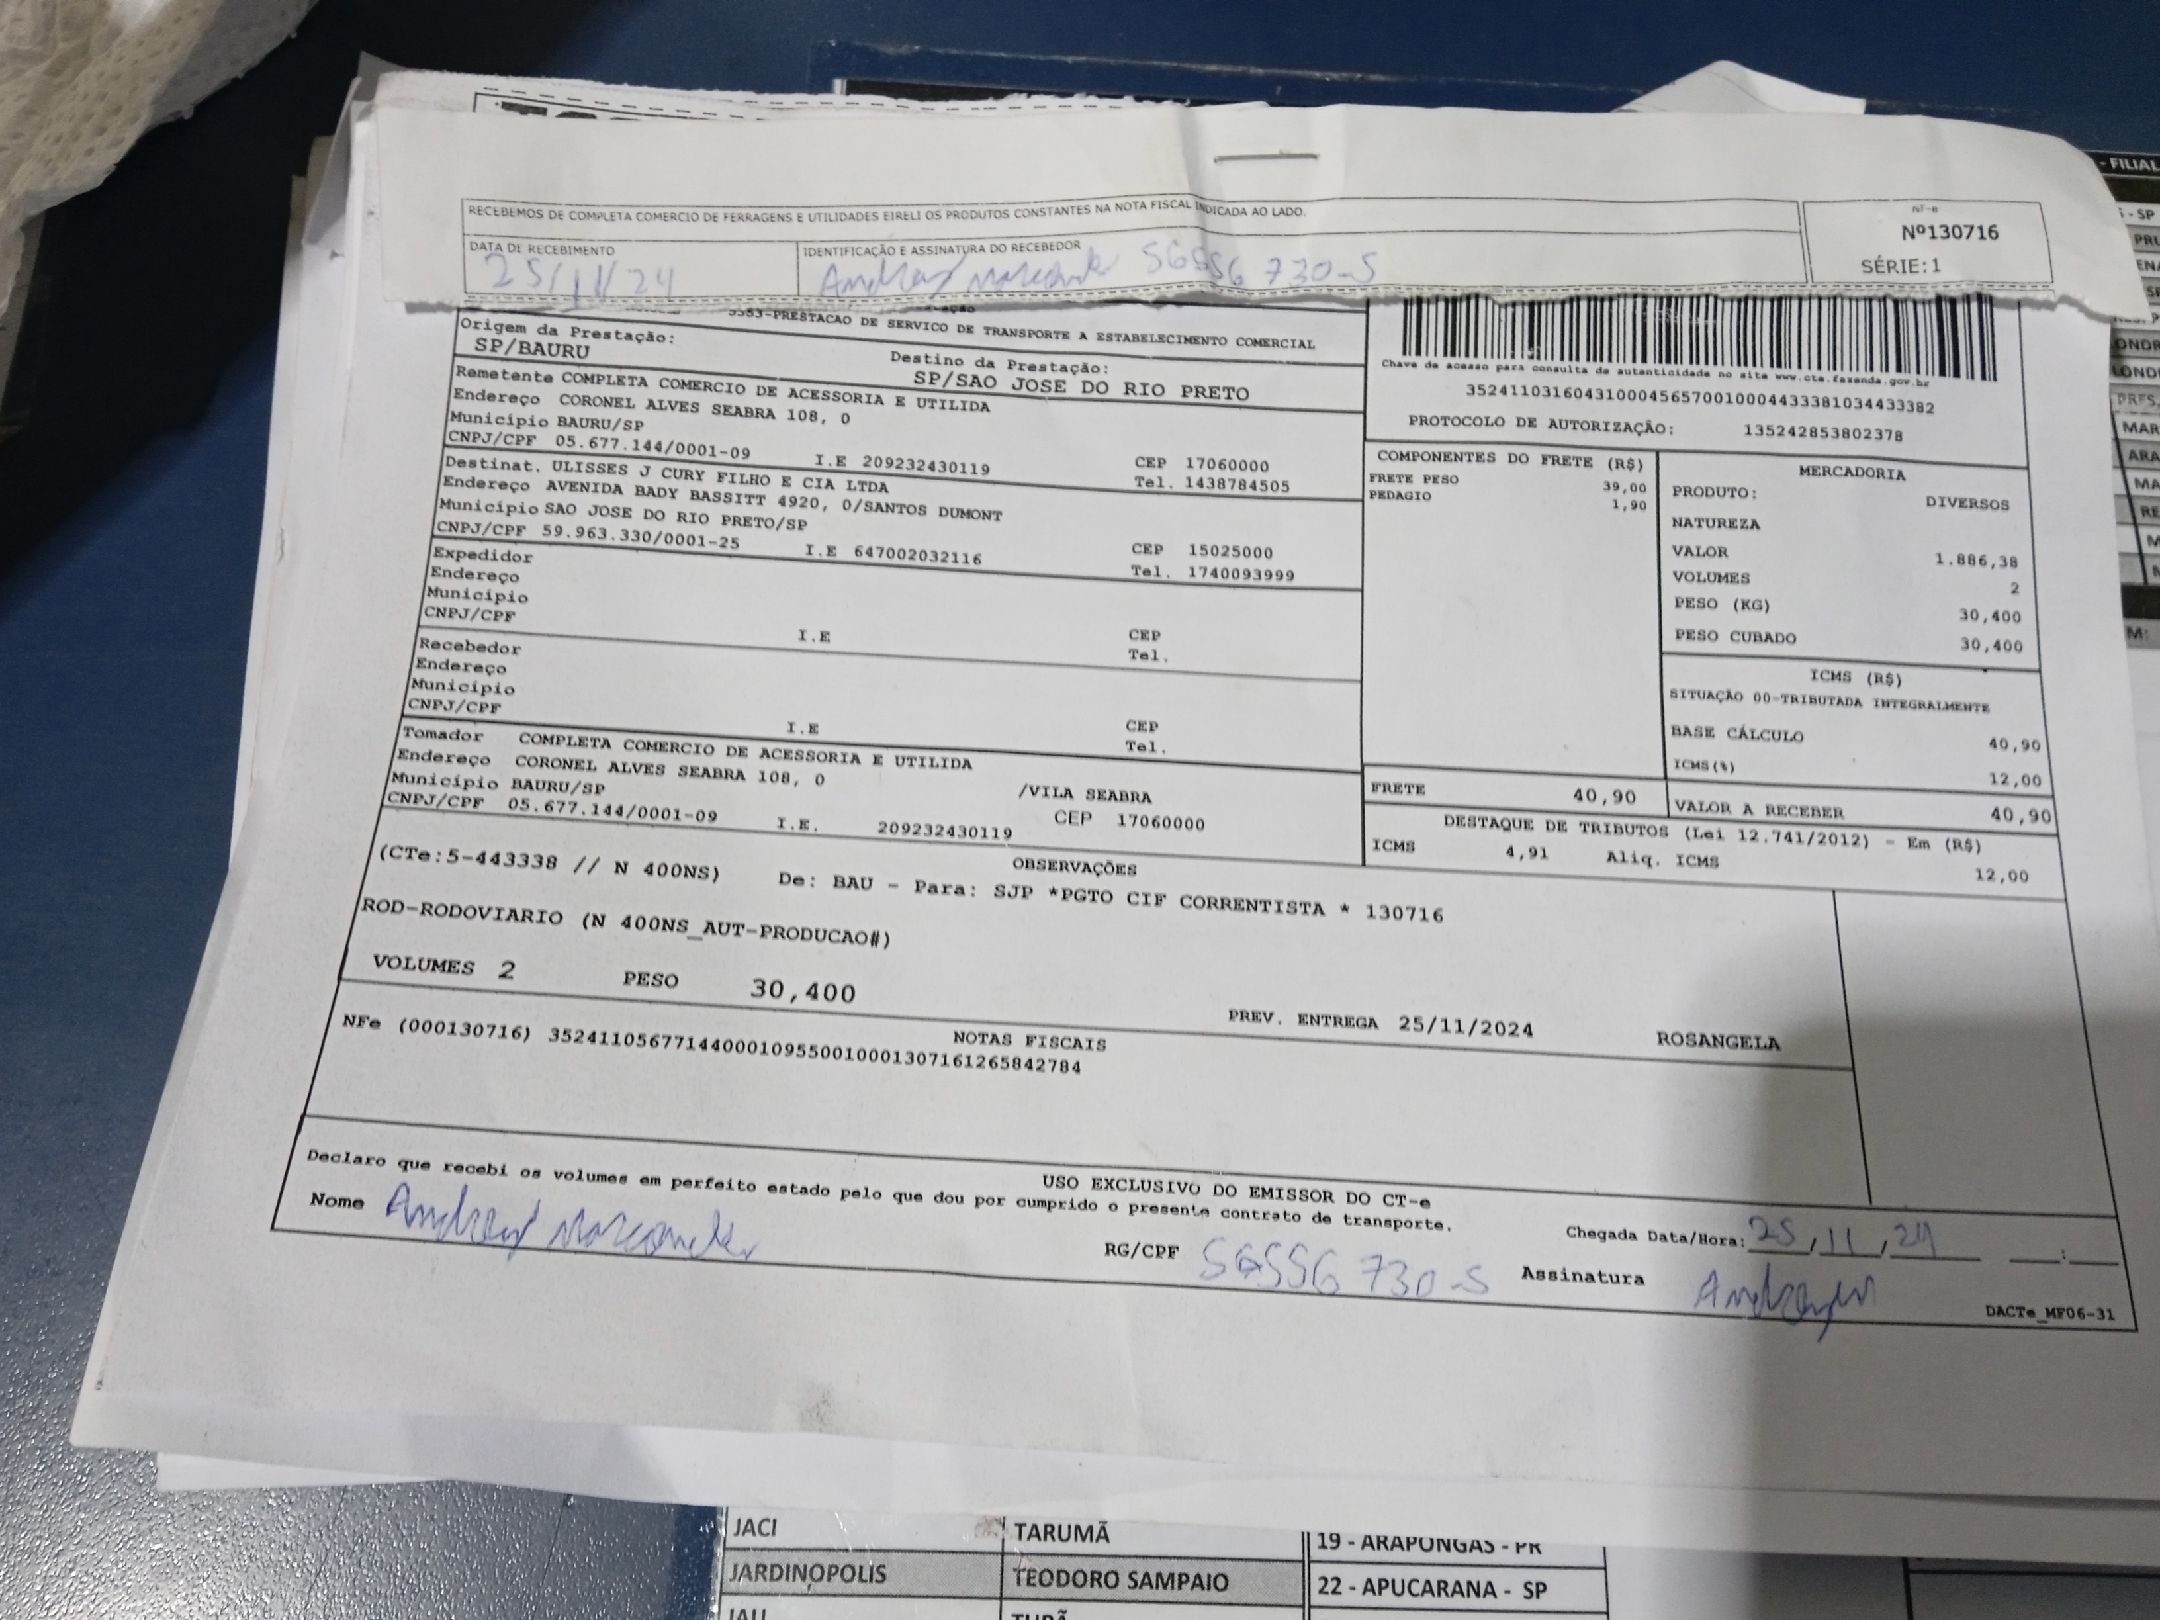 RECEBEMOS DE COMPLETA COMERCIO DE FERRAGENS E UTILIDADES EIRELI OS PRODUTOS CONSTANTES NA NOTA FISCAL INDICADA AO LADO.
DATA DE RECEBIMENTO
25/11/24
IDENTIFICAÇÃO E ASSINATURA DO RECEBEDOR
56556 730-5
NF-e
Nº130716
SÉRIE:1
5353-PRESTACAO DE SERVICO DE TRANSPORTE A ESTABELECIMENTO COMERCIAL
Origem da Prestação:
SP/BAURU
Destino da Prestação:
SP/SAO JOSE DO RIO PRETO
Remetente COMPLETA COMERCIO DE ACESSORIA E UTILIDA
Endereço CORONEL ALVES SEABRA 108, 0
Município BAURU/SP
CNPJ/CPF 05.677.144/0001-09 I.E 209232430119
CEP 17060000
Tel. 1438784505
Destinat. ULISSES J CURY FILHO E CIA LTDA
Endereço AVENIDA BADY BASSITT 4920, 0/SANTOS DUMONT
Município SAO JOSE DO RIO PRETO/SP
CNPJ/CPF 59.963.330/0001-25 I.E 647002032116
CEP 15025000
Tel. 1740093999
Expedidor
Endereço
Município
CNPJ/CPF
I.E
CEP
Tel.
Recebedor
Endereço
Município
CNPJ/CPF
I.E
CEP
Tel.
Tomador COMPLETA COMERCIO DE ACESSORIA E UTILIDA
Endereço CORONEL ALVES SEABRA 108, 0 /VILA SEABRA
Município BAURU/SP CEP 17060000
CNPJ/CPF 05.677.144/0001-09 I.E. 209232430119
Chave de acesso para consulta de autenticidade no site www.cte.fazenda.gov.br
35241103160431000456570010004433381034433382
PROTOCOLO DE AUTORIZAÇÃO: 135242853802378
COMPONENTES DO FRETE (R$)
FRETE PESO 39,00
PEDAGIO 1,90
MERCADORIA
PRODUTO: DIVERSOS
NATUREZA
VALOR 1.886,38
VOLUMES 2
PESO (KG) 30,400
PESO CUBADO 30,400
ICMS (R$)
SITUAÇÃO 00-TRIBUTADA INTEGRALMENTE
BASE CÁLCULO 40,90
ICMS(%) 12,00
FRETE 40,90
VALOR A RECEBER 40,90
DESTAQUE DE TRIBUTOS (Lei 12.741/2012) - Em (R$)
ICMS 4,91 Aliq. ICMS 12,00
OBSERVAÇÕES
(CTe:5-443338 // N 400NS) De: BAU - Para: SJP *PGTO CIF CORRENTISTA * 130716
ROD-RODOVIARIO (N 400NS_AUT-PRODUCAO#)
VOLUMES 2 PESO 30,400
PREV. ENTREGA 25/11/2024 ROSANGELA
NOTAS FISCAIS
NFe (000130716) 35241105677144000109550010001307161265842784
USO EXCLUSIVO DO EMISSOR DO CT-e
Declaro que recebi os volumes em perfeito estado pelo que dou por cumprido o presente contrato de transporte.
Nome
RG/CPF 56556 730-5
Chegada Data/Hora: 25/11/24 :
Assinatura
DACTe_MF06-31
JACI TARUMÃ 19 - ARAPONGAS - PR
JARDINOPOLIS TEODORO SAMPAIO 22 - APUCARANA - SP
JAU TUPÃ
- FILIAL